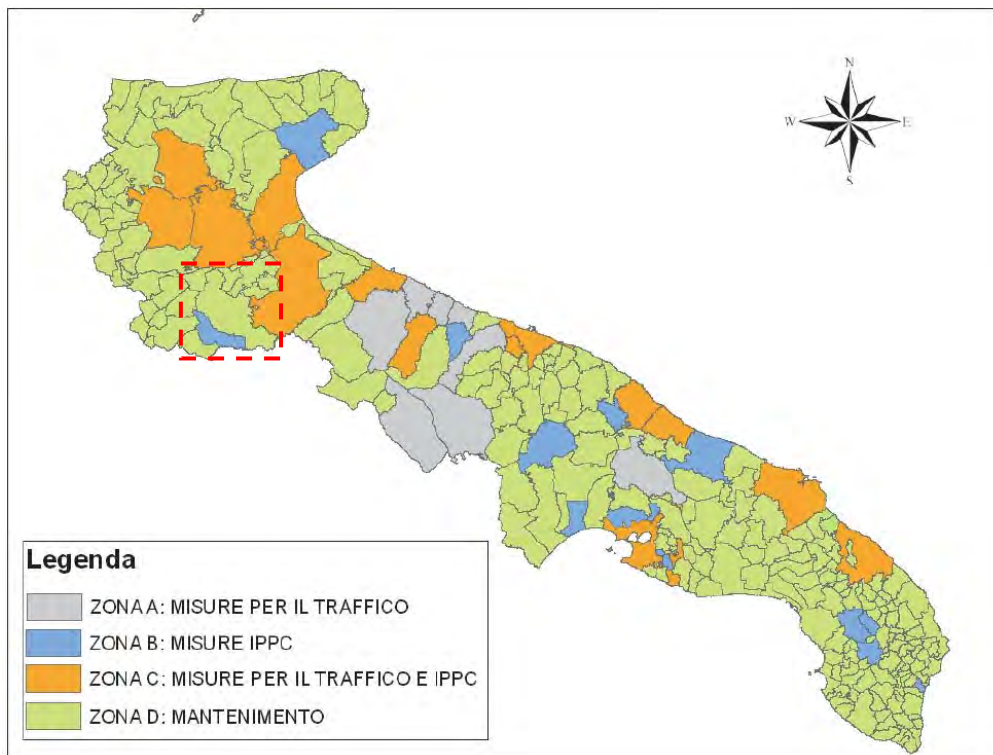 N
W E
S
Legenda
ZONA A: MISURE PER IL TRAFFICO
ZONA B: MISURE IPPC
ZONA C: MISURE PER IL TRAFFICO E IPPC
ZONA D: MANTENIMENTO